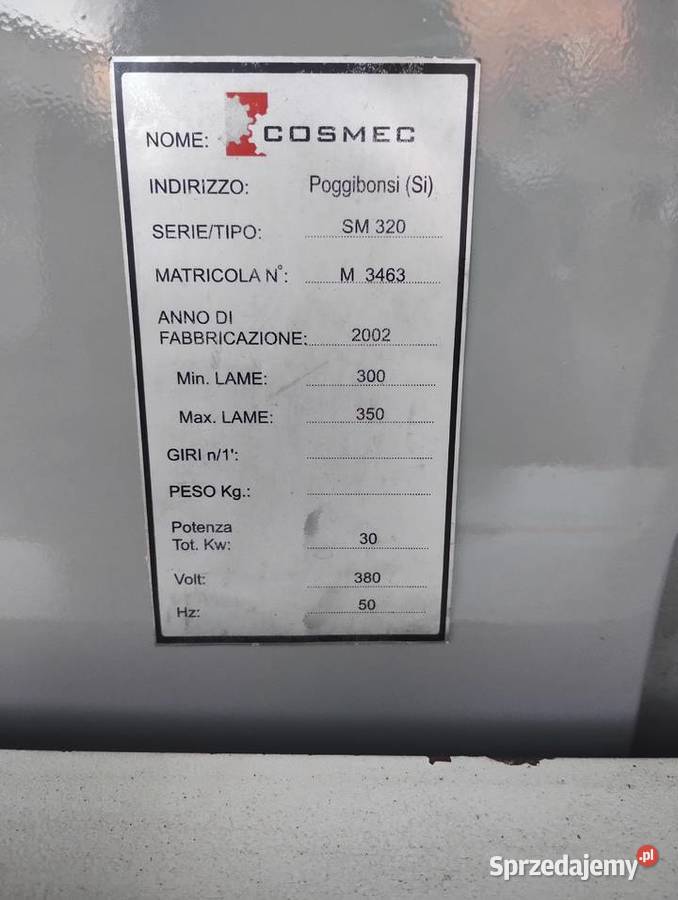 NOME: COSMEC
INDIRIZZO: Poggibonsi (Si)
SERIE/TIPO: SM 320
MATRICOLA N°: M 3463
ANNO DI
FABBRICAZIONE: 2002
Min. LAME: 300
Max. LAME: 350
GIRI n/1':
PESO Kg.:
Potenza
Tot. Kw: 30
Volt: 380
Hz: 50
Sprzedajemy.pl